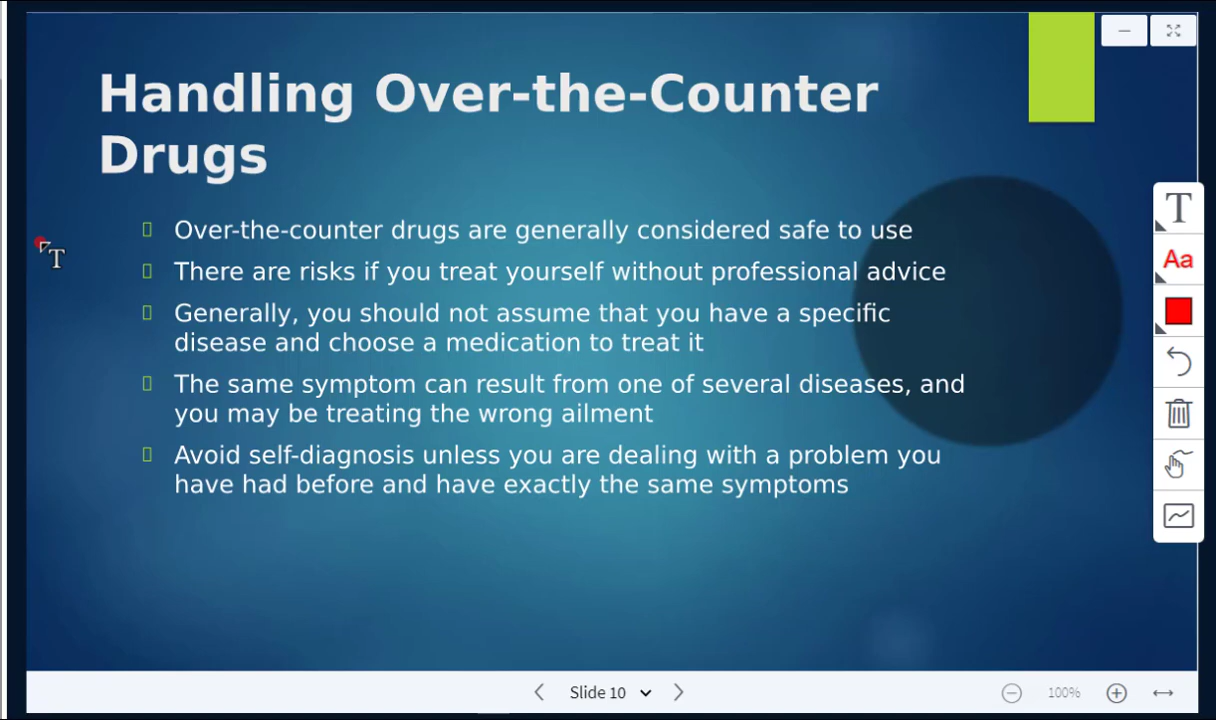 Handling Over-the-Counter
Drugs
Over-the-counter drugs are generally considered safe to use
There are risks if you treat yourself without professional advice
Generally, you should not assume that you have a specific
disease and choose a medication to treat it
The same symptom can result from one of several diseases, and
you may be treating the wrong ailment
Avoid self-diagnosis unless you are dealing with a problem you
have had before and have exactly the same symptoms
T
T
Aa
Slide 10
100%